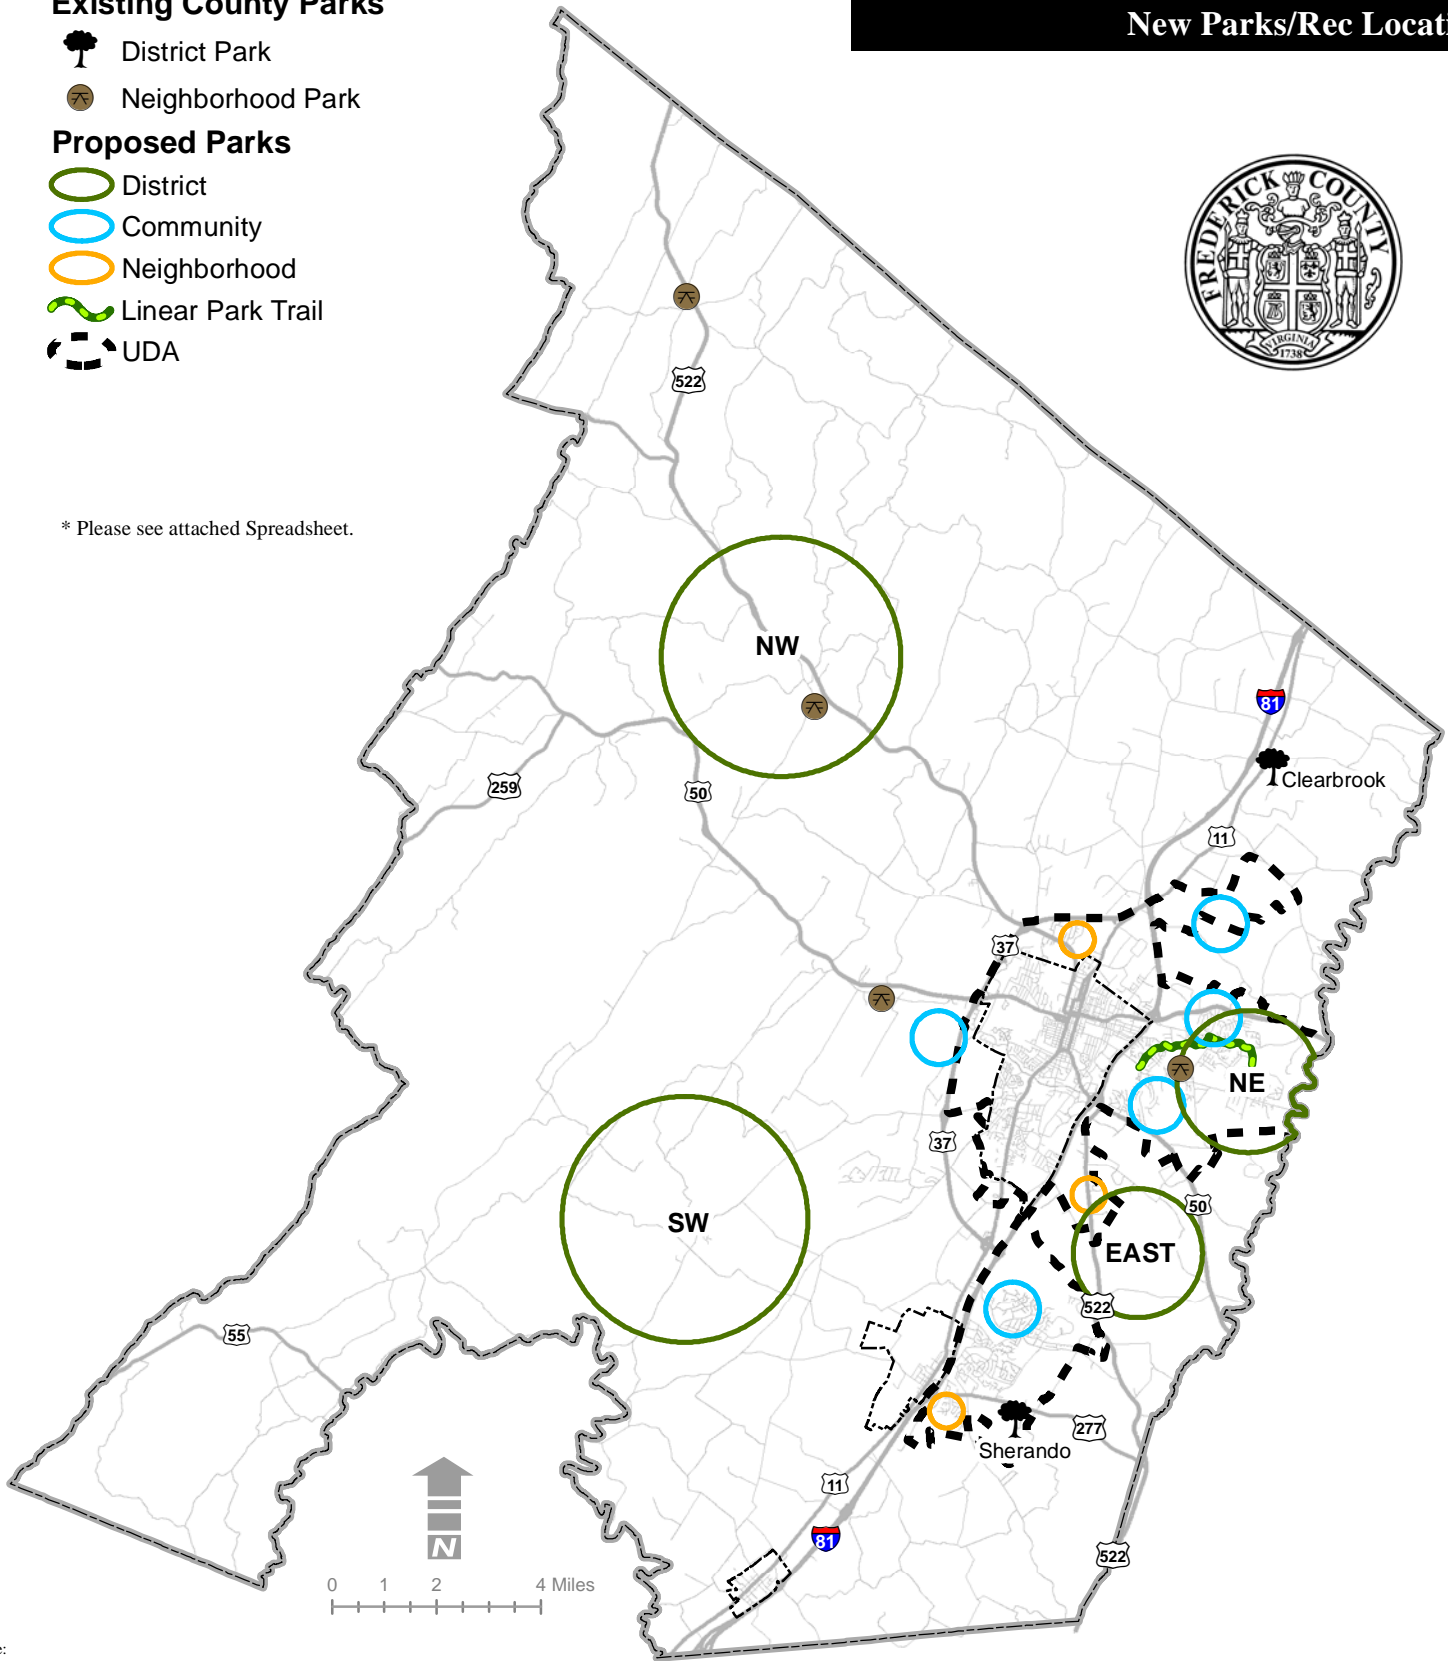 Existing County Parks
District Park
Neighborhood Park
Proposed Parks
District
Community
Neighborhood
Linear Park Trail
UDA
* Please see attached Spreadsheet.
New Parks/Rec Locati
FREDERICK COUNTY
VIRGINIA
1738
522
NW
81
Clearbrook
259
50
11
37
NE
37
SW
50
EAST
522
55
277
Sherando
11
81
522
N
0 1 2 4 Miles
e: